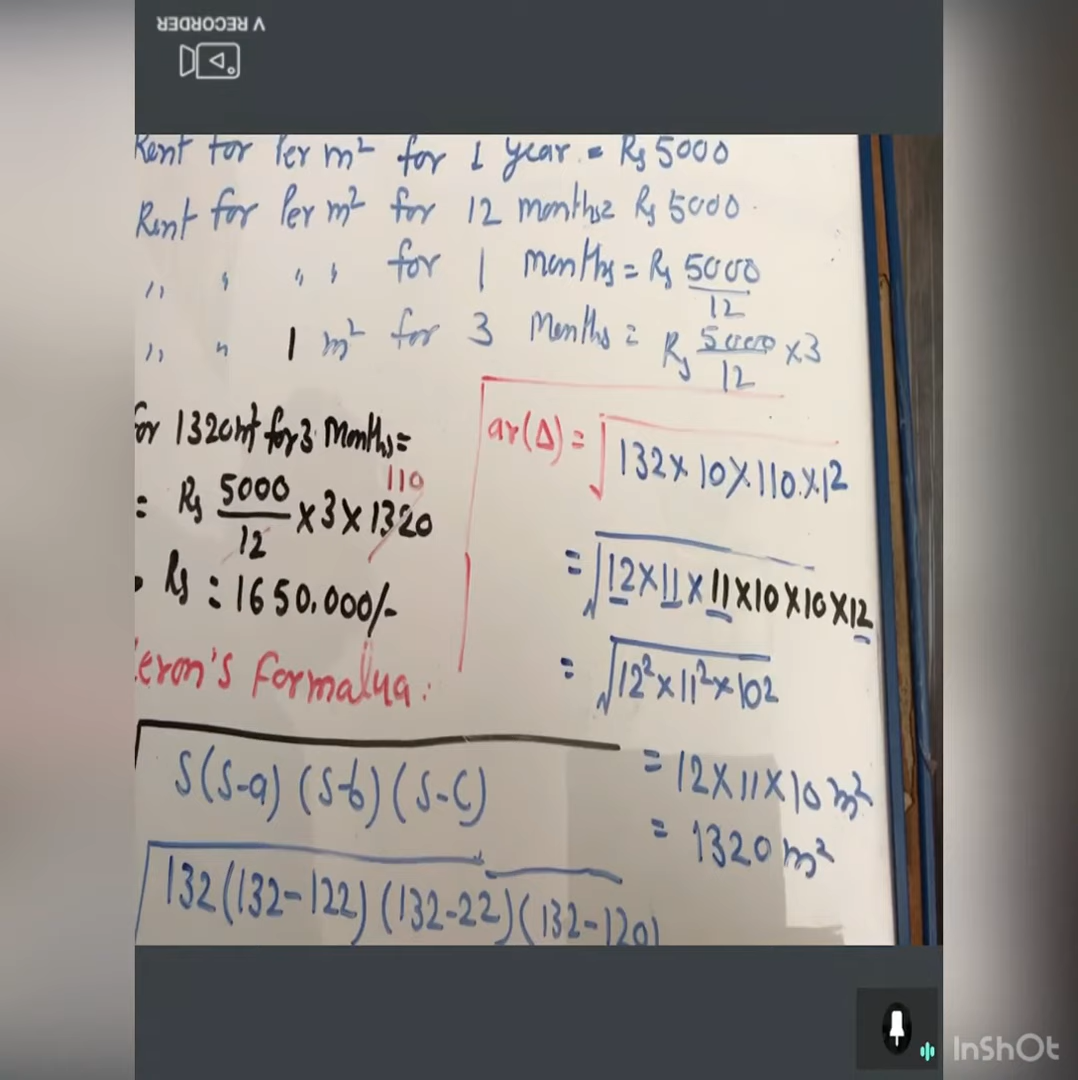 V RECORDER
Rent for Per m² for 1 year = Rs 5000
Rent for Per m² for 12 months = Rs 5000
,, ,, ,, ,, for 1 months = Rs 5000/12
,, ,, 1 m² for 3 Months = Rs 5000/12 ×3
for 1320m² for 3 Months =
= Rs 5000/12 ×3×1320 110
Rs = 1650.000/-
eron's Formalua :
S(S-a) (S-b) (S-c)
132(132-122) (132-22) (132-120)
ar(Δ) = √132×10×110×12
= √12×11×11×10×10×12
= √12²×11²×10²
= 12×11×10 m²
= 1320 m²
InShOt